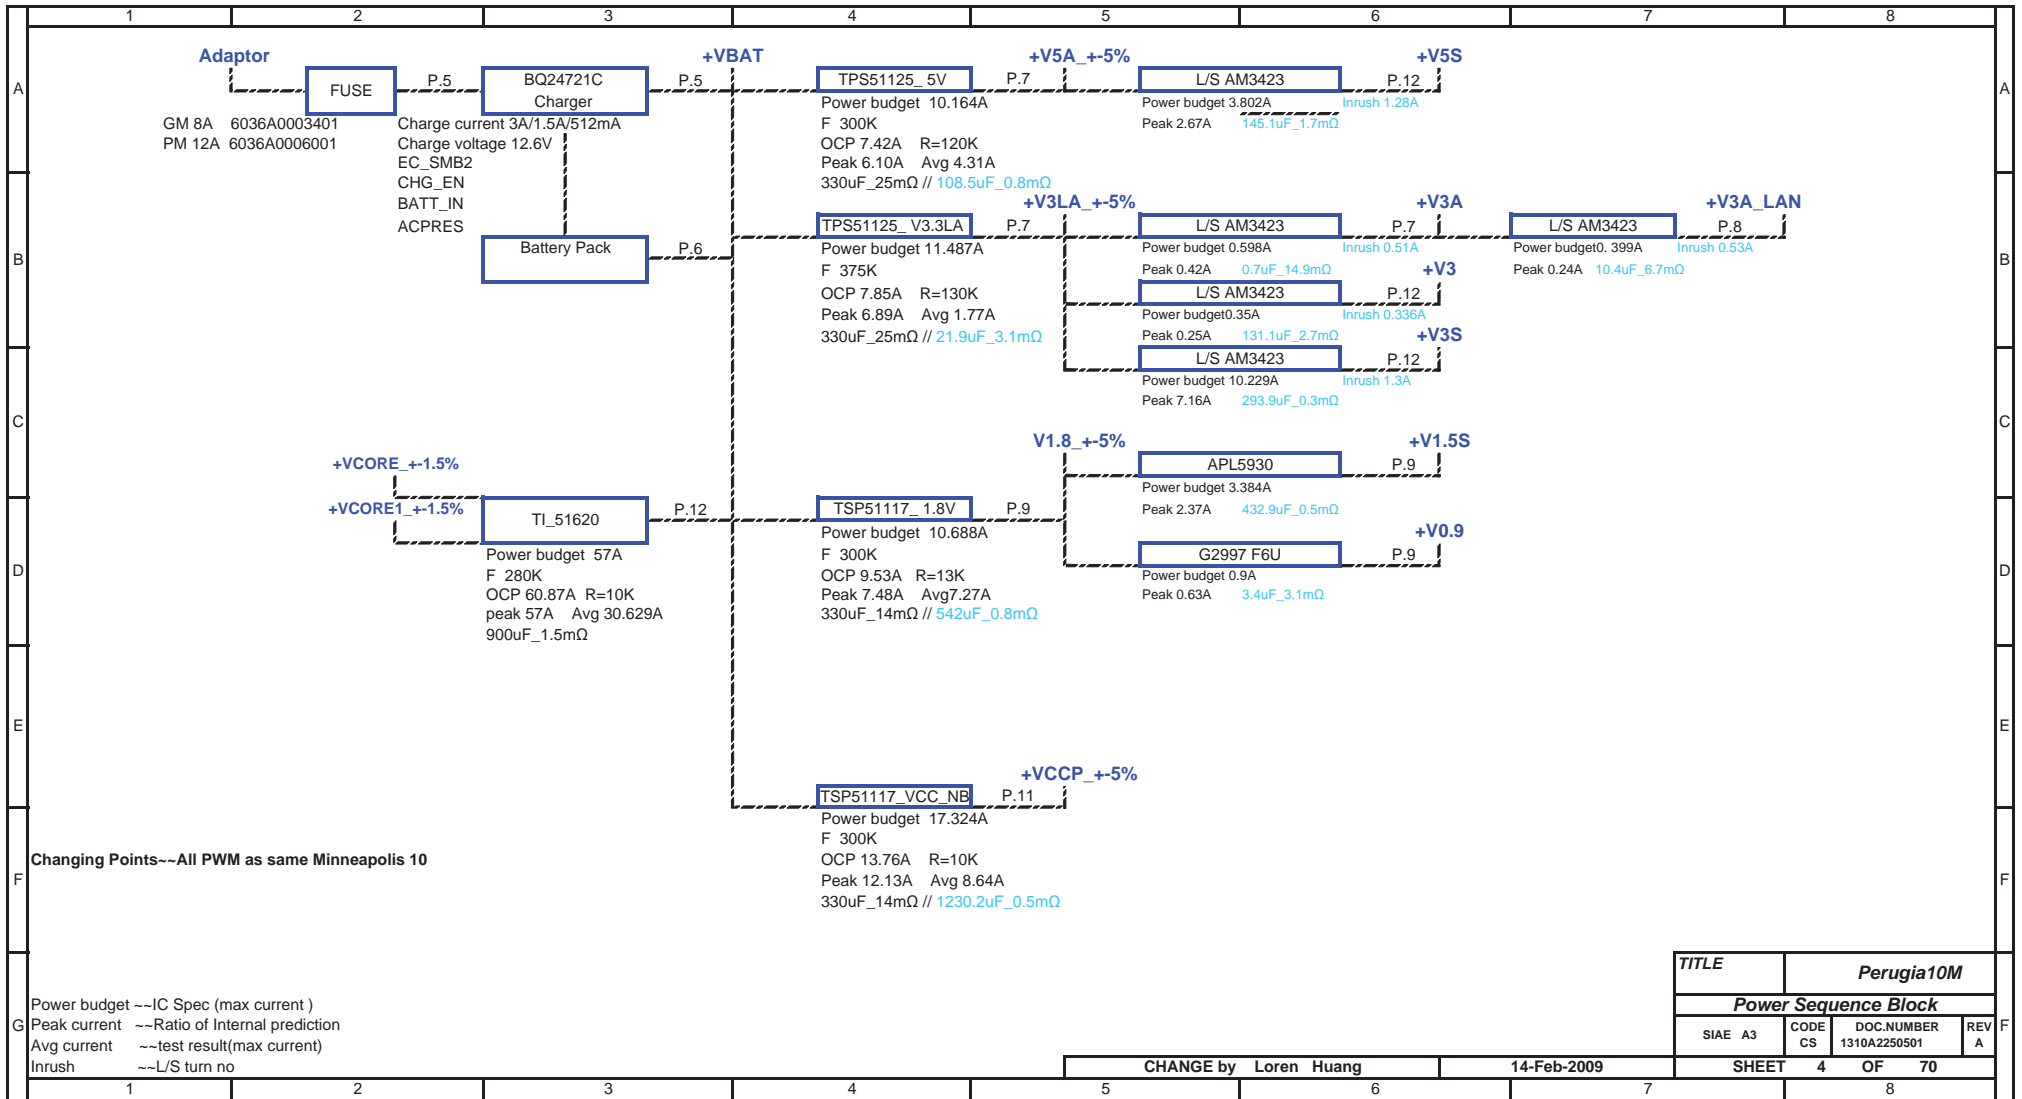 1 2 3 4 5 6 7 8
A
Adaptor
FUSE
P.5
BQ24721C
Charger
P.5
+VBAT
GM 8A 6036A0003401
PM 12A 6036A0006001
Charge current 3A/1.5A/512mA
Charge voltage 12.6V
EC_SMB2
CHG_EN
BATT_IN
ACPRES
Battery Pack
P.6
TPS51125_ 5V
P.7
+V5A_+-5%
Power budget 10.164A
F 300K
OCP 7.42A R=120K
Peak 6.10A Avg 4.31A
330uF_25mΩ // 108.5uF_0.8mΩ
L/S AM3423
P.12
+V5S
Power budget 3.802A
Inrush 1.28A
Peak 2.67A 145.1uF_1.7mΩ
A
B
TPS51125_ V3.3LA
P.7
+V3LA_+-5%
Power budget 11.487A
F 375K
OCP 7.85A R=130K
Peak 6.89A Avg 1.77A
330uF_25mΩ // 21.9uF_3.1mΩ
L/S AM3423
P.7
+V3A
Power budget 0.598A
Inrush 0.51A
Peak 0.42A 0.7uF_14.9mΩ
L/S AM3423
P.8
+V3A_LAN
Power budget0. 399A
Inrush 0.53A
Peak 0.24A 10.4uF_6.7mΩ
L/S AM3423
P.12
+V3
Power budget0.35A
Inrush 0.336A
Peak 0.25A 131.1uF_2.7mΩ
L/S AM3423
P.12
+V3S
Power budget 10.229A
Inrush 1.3A
Peak 7.16A 293.9uF_0.3mΩ
B
C
+VCORE_+-1.5%
+VCORE1_+-1.5%
TI_51620
P.12
Power budget 57A
F 280K
OCP 60.87A R=10K
peak 57A Avg 30.629A
900uF_1.5mΩ
TSP51117_ 1.8V
P.9
V1.8_+-5%
Power budget 10.688A
F 300K
OCP 9.53A R=13K
Peak 7.48A Avg7.27A
330uF_14mΩ // 542uF_0.8mΩ
APL5930
P.9
+V1.5S
Power budget 3.384A
Peak 2.37A 432.9uF_0.5mΩ
G2997 F6U
P.9
+V0.9
Power budget 0.9A
Peak 0.63A 3.4uF_3.1mΩ
C
D
D
E
E
TSP51117_VCC_NB
P.11
+VCCP_+-5%
Power budget 17.324A
F 300K
OCP 13.76A R=10K
Peak 12.13A Avg 8.64A
330uF_14mΩ // 1230.2uF_0.5mΩ
Changing Points~~All PWM as same Minneapolis 10
F
F
G
Power budget ~~IC Spec (max current )
Peak current ~~Ratio of Internal prediction
Avg current ~~test result(max current)
Inrush ~~L/S turn no
TITLE
Perugia10M
Power Sequence Block
SIAE A3
CODE
CS
DOC.NUMBER
1310A2250501
REV
A
F
CHANGE by Loren Huang
14-Feb-2009
SHEET 4 OF 70
1 2 3 4 5 6 7 8